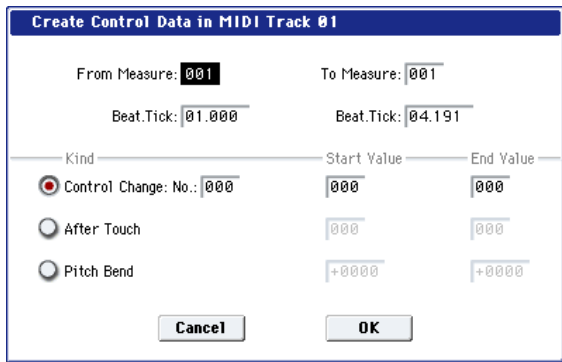 Create Control Data in MIDI Track 01
From Measure: 001 To Measure: 001
Beat.Tick: 01.000 Beat.Tick: 04.191
Kind Start Value End Value
Control Change: No.: 000 000 000
After Touch 000 000
Pitch Bend +0000 +0000
Cancel OK